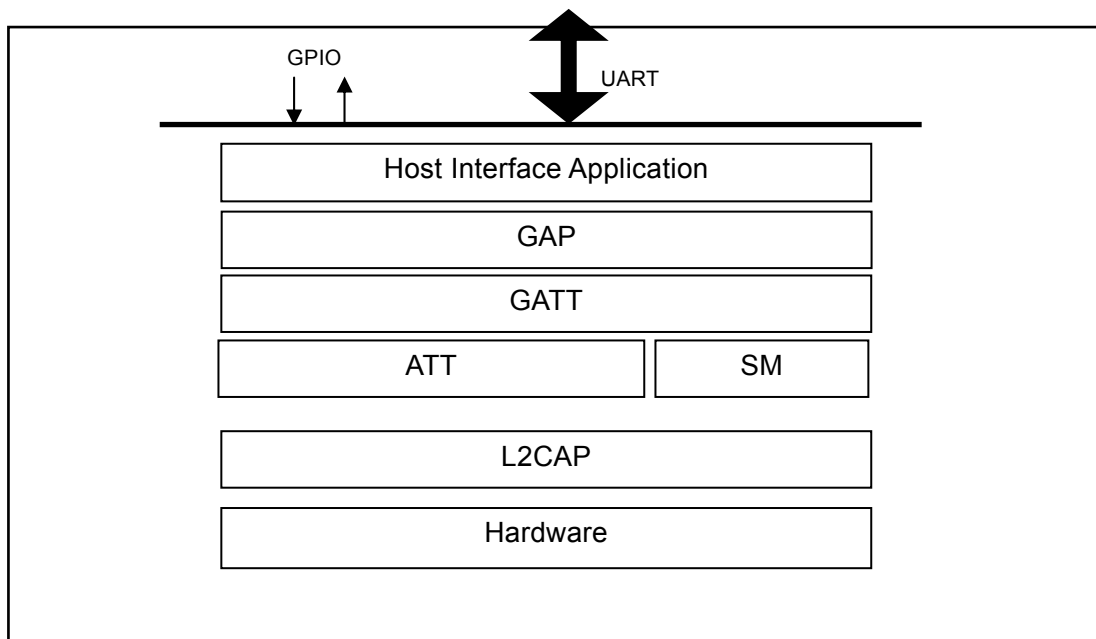 GPIO
UART
Host Interface Application
GAP
GATT
ATT
SM
L2CAP
Hardware